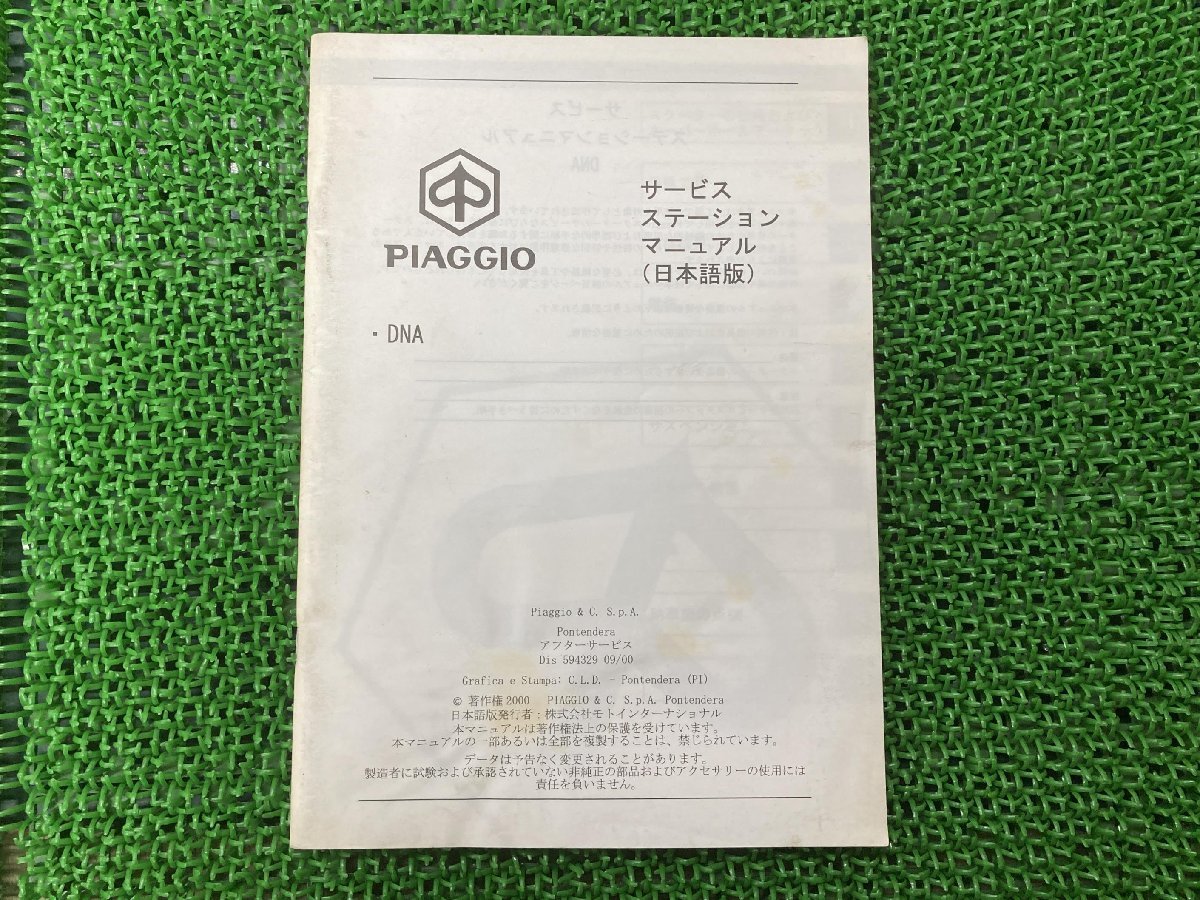 PIAGGIO
サービス
ステーション
マニュアル
(日本語版)
・DNA
Piaggio & C. S.p.A.
Pontendera
アフターサービス
Dis 594329 09/00
Grafica e Stampa: C.L.D. - Pontendera (PI)
© 著作権2000 PIAGGIO & C. S.p.A. Pontendera
日本語版発行者：株式会社モトインターナショナル
本マニュアルは著作権法上の保護を受けています。
本マニュアルの一部あるいは全部を複製することは、禁じられています。
データは予告なく変更されることがあります。
製造者に試験および承認されていない非純正の部品およびアクセサリーの使用には
責任を負いません。